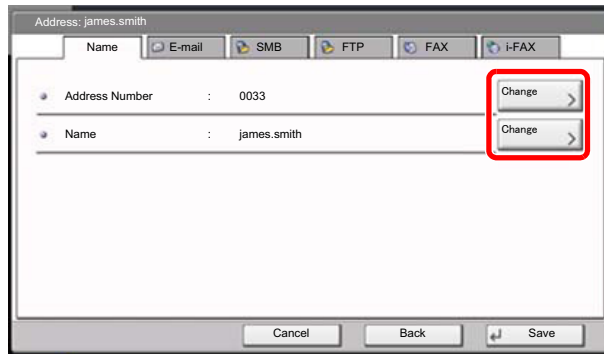 Address: james.smith
Name E-mail SMB FTP FAX i-FAX
Address Number : 0033 Change
Name : james.smith Change
Cancel Back Save